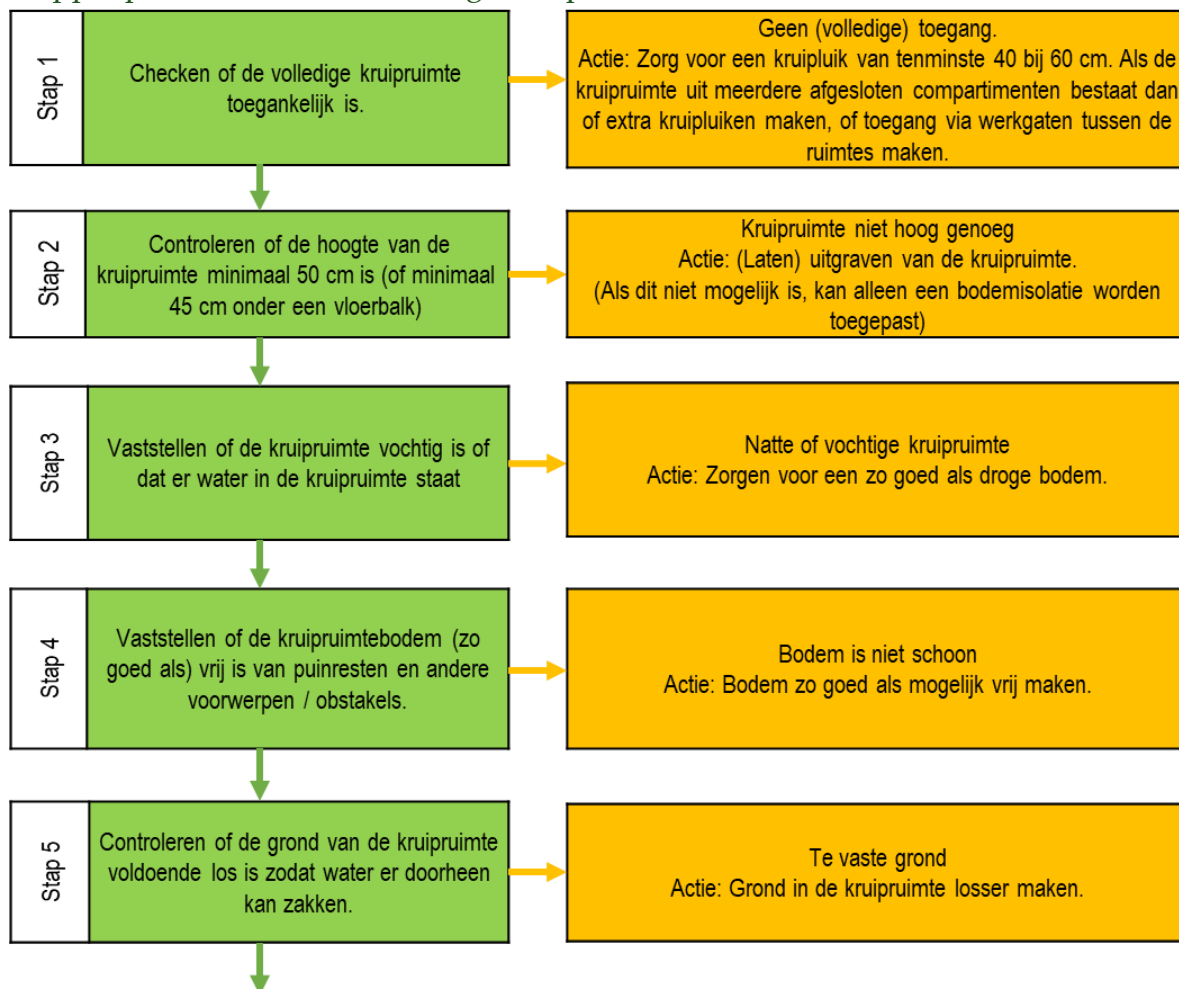 Stap 1
Checken of de volledige kruipruimte
toegankelijk is.
Geen (volledige) toegang.
Actie: Zorg voor een kruipluik van tenminste 40 bij 60 cm. Als de
kruipruimte uit meerdere afgesloten compartimenten bestaat dan
of extra kruipluiken maken, of toegang via werkgaten tussen de
ruimtes maken.
Stap 2
Controleren of de hoogte van de
kruipruimte minimaal 50 cm is (of minimaal
45 cm onder een vloerbalk)
Kruipruimte niet hoog genoeg
Actie: (Laten) uitgraven van de kruipruimte.
(Als dit niet mogelijk is, kan alleen een bodemisolatie worden
toegepast)
Stap 3
Vaststellen of de kruipruimte vochtig is of
dat er water in de kruipruimte staat
Natte of vochtige kruipruimte
Actie: Zorgen voor een zo goed als droge bodem.
Stap 4
Vaststellen of de kruipruimtebodem (zo
goed als) vrij is van puinresten en andere
voorwerpen / obstakels.
Bodem is niet schoon
Actie: Bodem zo goed als mogelijk vrij maken.
Stap 5
Controleren of de grond van de kruipruimte
voldoende los is zodat water er doorheen
kan zakken.
Te vaste grond
Actie: Grond in de kruipruimte losser maken.